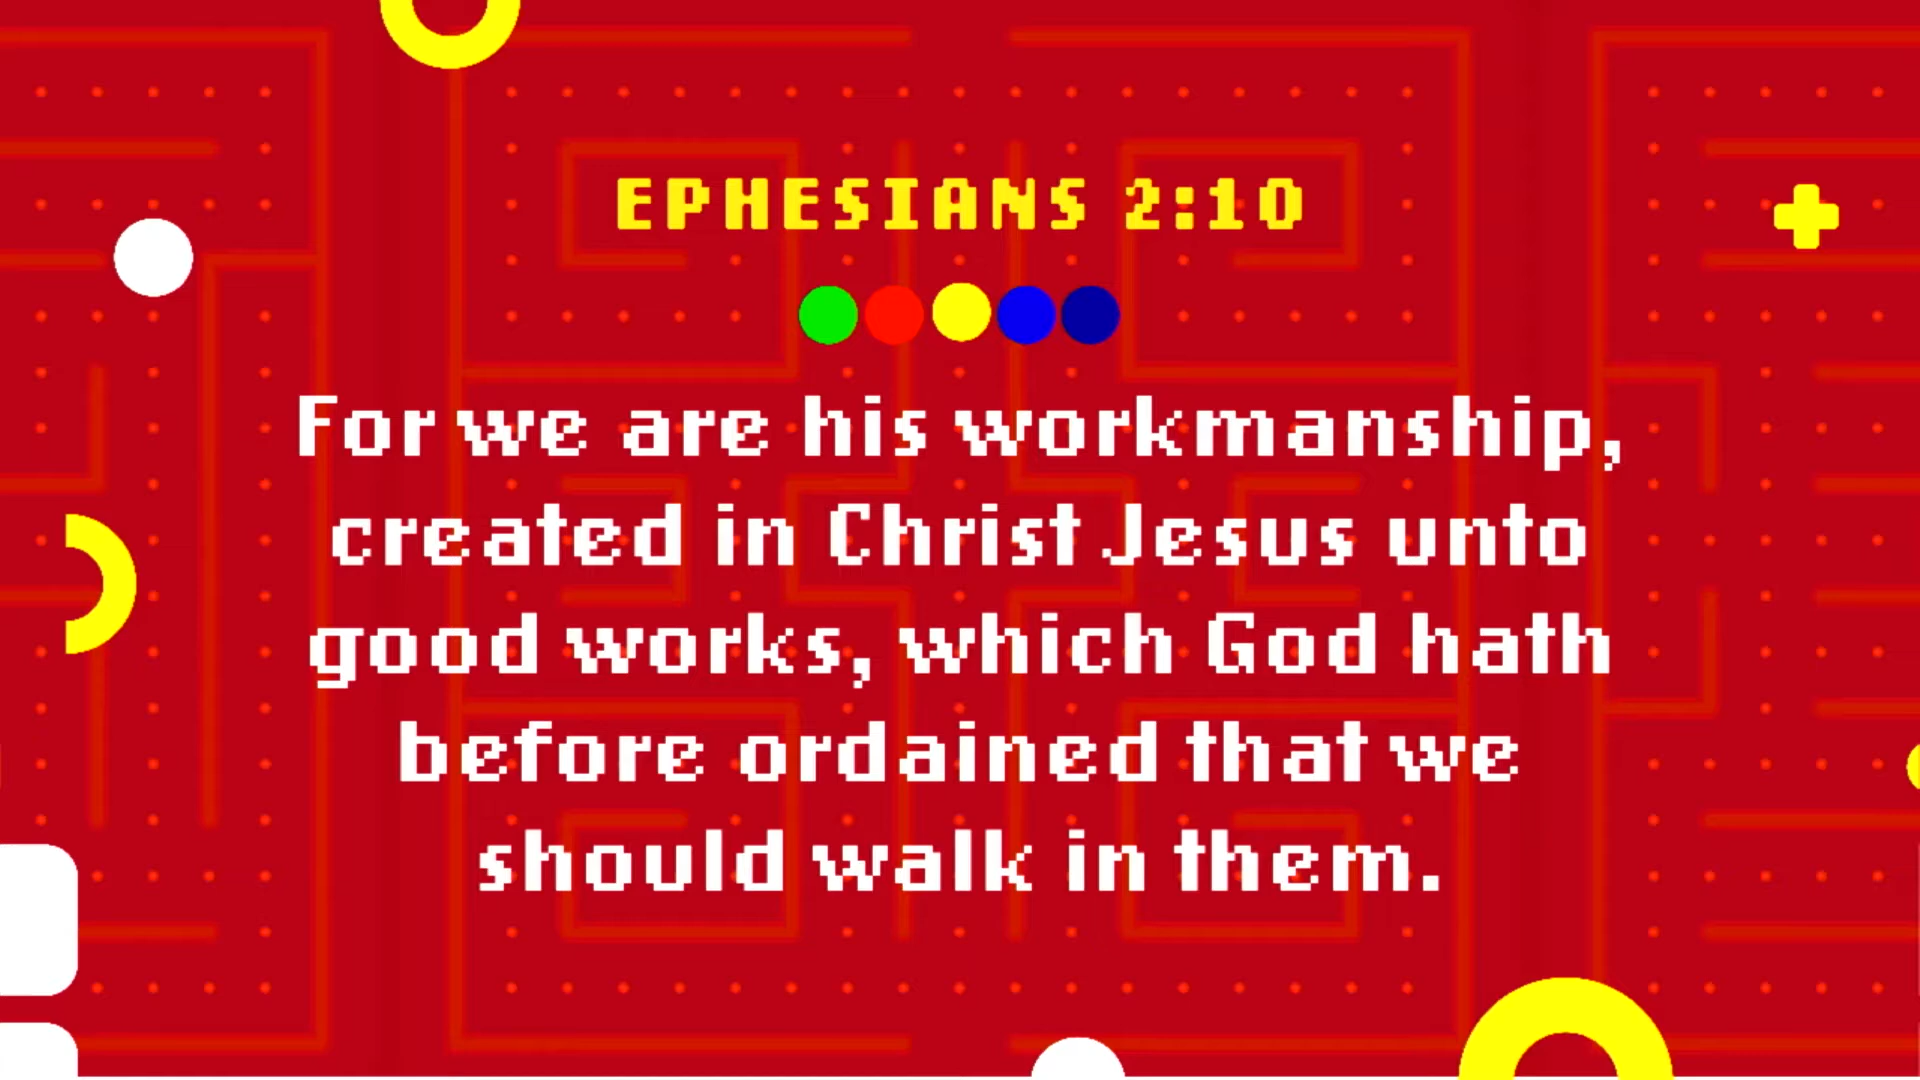 EPHESIANS 2:10
For we are his workmanship,
created in Christ Jesus unto
good works, which God hath
before ordained that we
should walk in them.